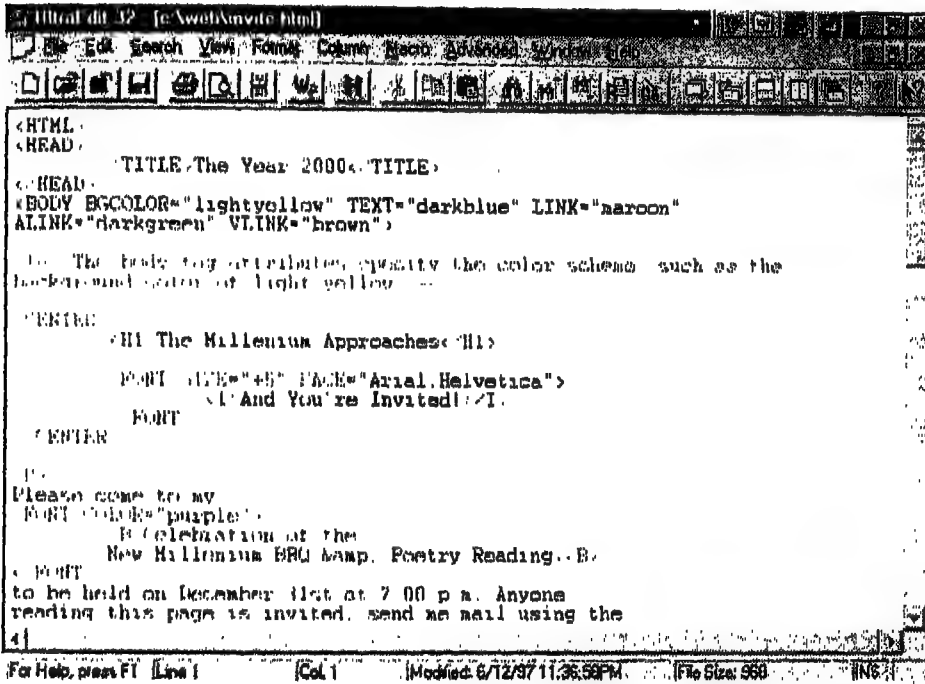 UltraEdit-32 - [c:\web\invite.html]
File Edit Search View Format Column Macro Advanced Window Help
<HTML>
<HEAD>
<TITLE>The Year 2000</TITLE>
</HEAD>
<BODY BGCOLOR="lightyellow" TEXT="darkblue" LINK="maroon"
ALINK="darkgreen" VLINK="brown">
The body tag attributes specify the color scheme such as the
background color of light yellow --
<CENTER>
<H1>The Millenium Approaches</H1>
<FONT SIZE="+5" FACE="Arial,Helvetica">
<I>And You're Invited!</I>
</FONT>
</CENTER>
<P>
Please come to my
<FONT COLOR="purple">
<B>Celebration of the
New Millenium BBQ &amp; Poetry Reading</B>
</FONT>
to be held on December 31st at 7:00 p.m. Anyone
reading this page is invited, send me mail using the
For Help, press F1 Line 1 Col. 1 Modified: 6/12/97 11:36:58PM File Size: 960 INS